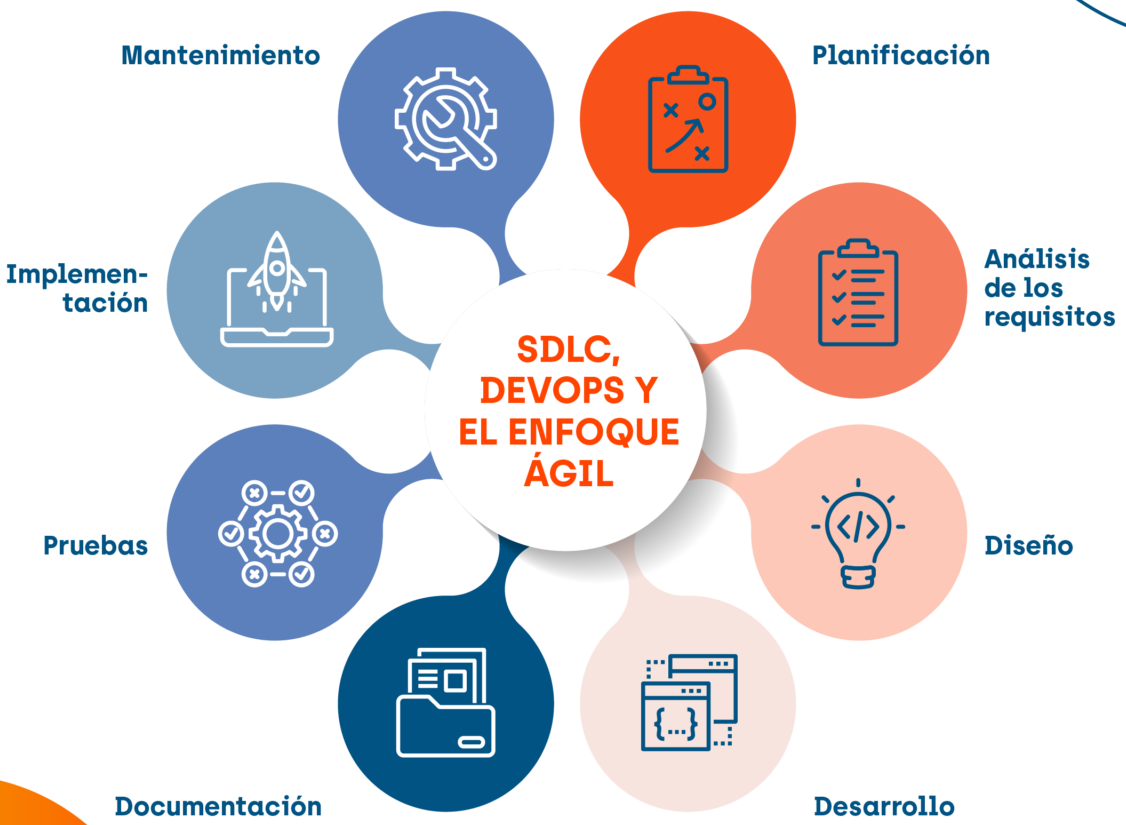 Mantenimiento
Planificación
Implemen-
tación
Análisis
de los
requisitos
SDLC,
DEVOPS Y
EL ENFOQUE
ÁGIL
Pruebas
Diseño
{...}
Documentación
Desarrollo